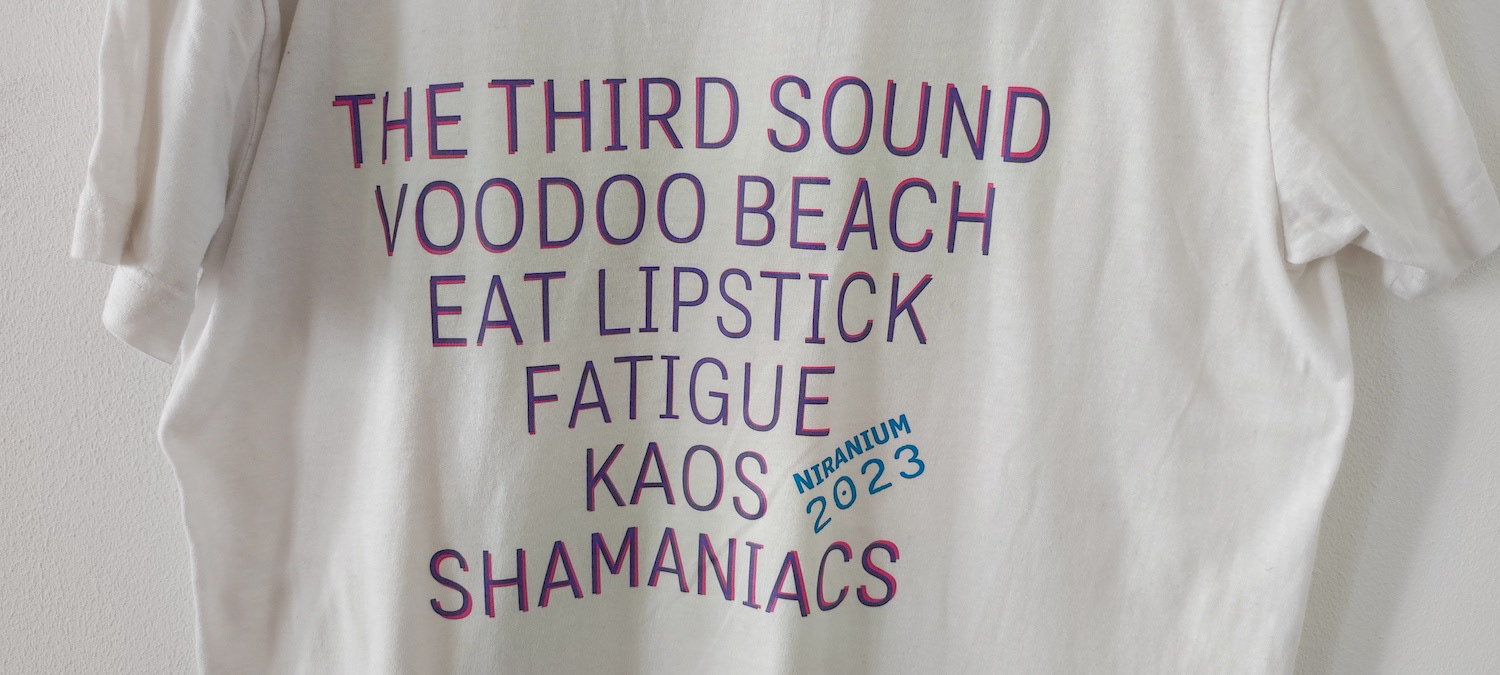 THE THIRD SOUND
VOODOO BEACH
EAT LIPSTICK
FATIGUE
KAOS
NIRANIUM
2023
SHAMANIACS